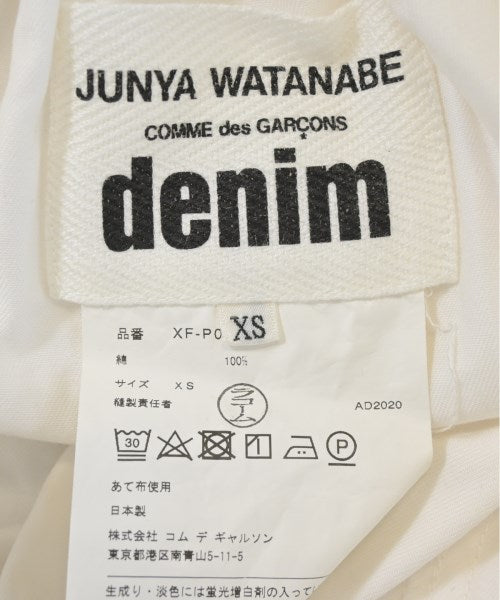 JUNYA WATANABE
COMME des GARÇONS
denim
XS
品番 XF-P0
綿 100%
サイズ XS
縫製責任者 AD2020
30 P
あて布使用
日本製
株式会社 コム デ ギャルソン
東京都港区南青山5-11-5
生成り・淡色には蛍光増白剤の入って